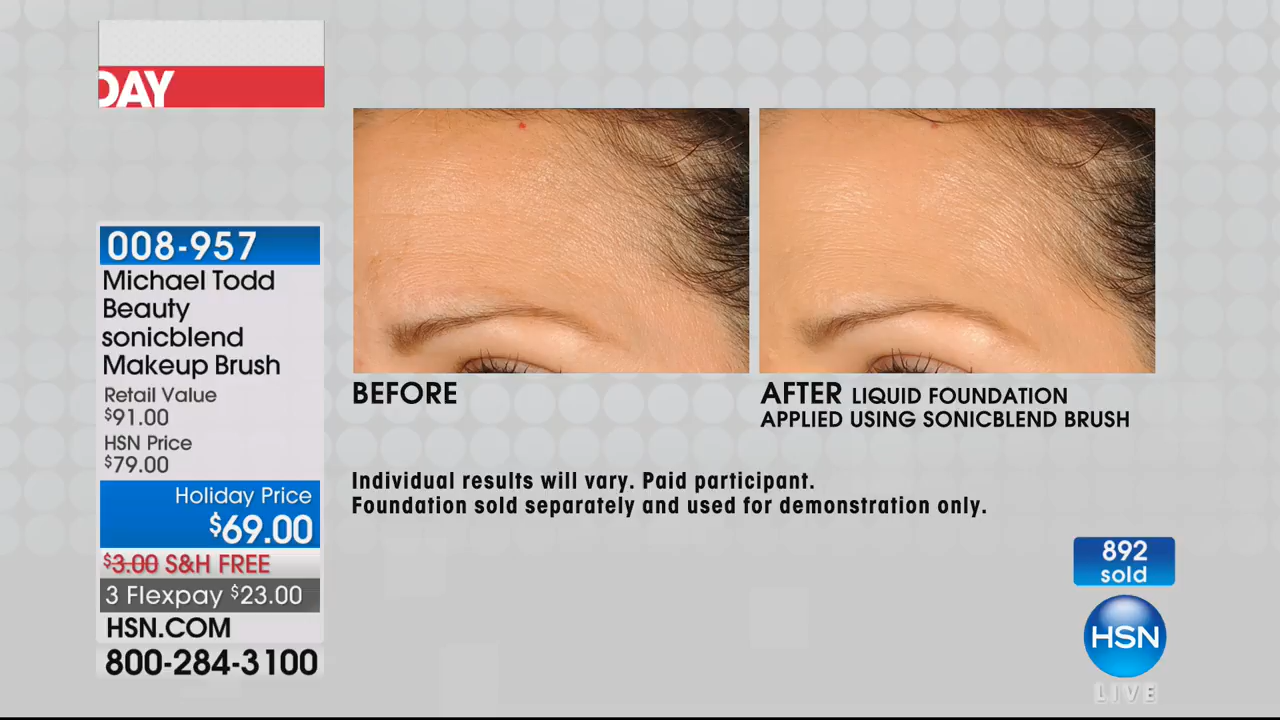 DAY
008-957
Michael Todd
Beauty
sonicblend
Makeup Brush
Retail Value
$91.00
HSN Price
$79.00
Holiday Price
$69.00
$3.00 S&H FREE
3 Flexpay $23.00
HSN.COM
800-284-3100
BEFORE
AFTER LIQUID FOUNDATION
APPLIED USING SONICBLEND BRUSH
Individual results will vary. Paid participant.
Foundation sold separately and used for demonstration only.
892
sold
HSN
LIVE